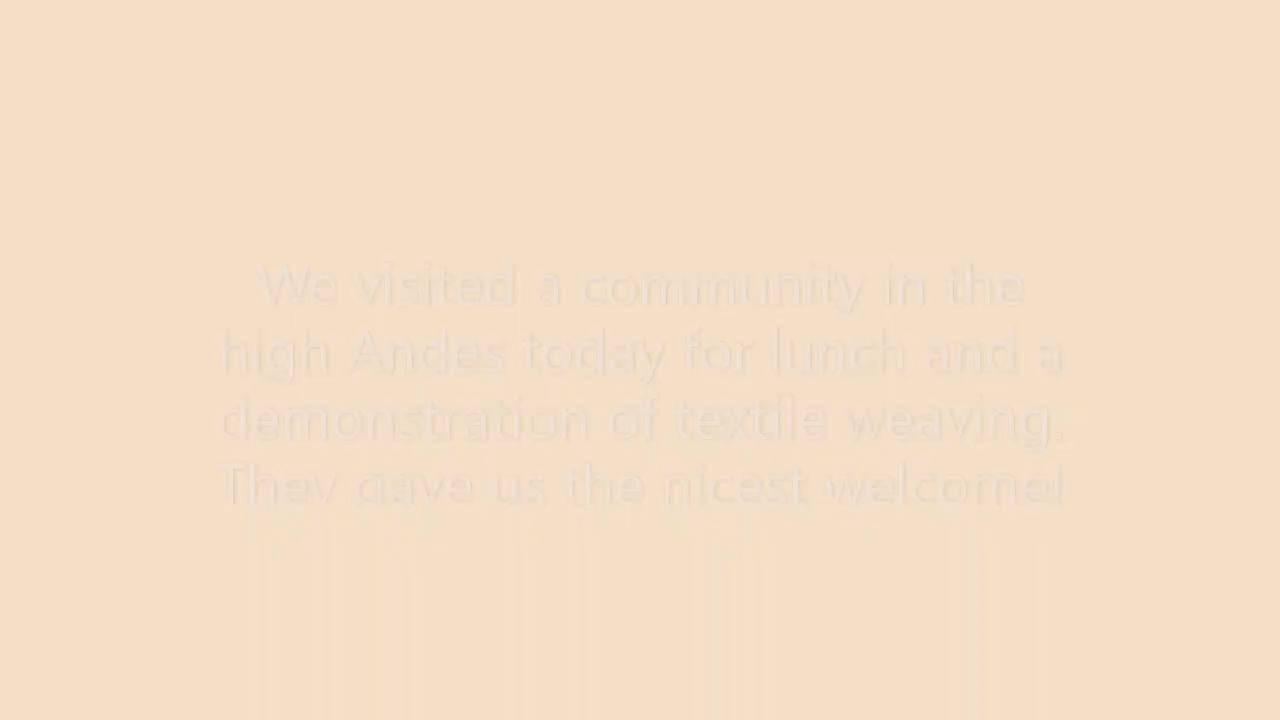 We visited a community in the
high Andes today for lunch and a
demonstration of textile weaving.
They gave us the nicest welcome!